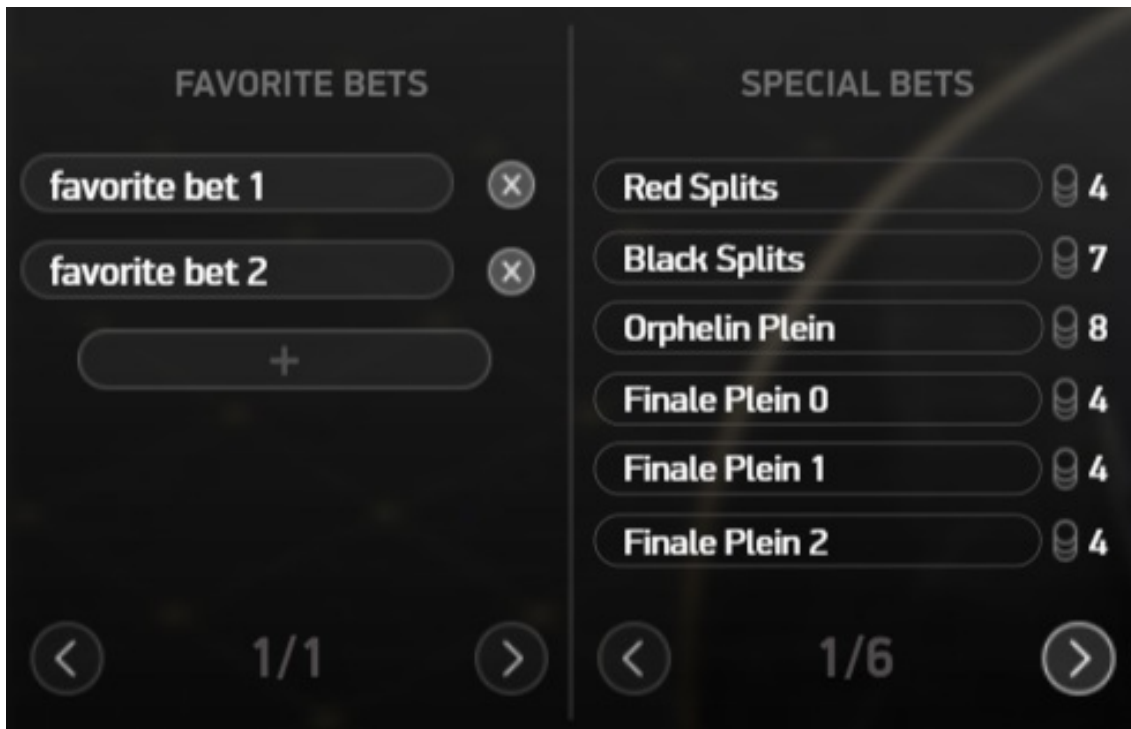 FAVORITE BETS
favorite bet 1
favorite bet 2
+
1/1
SPECIAL BETS
Red Splits 4
Black Splits 7
Orphelin Plein 8
Finale Plein 0 4
Finale Plein 1 4
Finale Plein 2 4
1/6